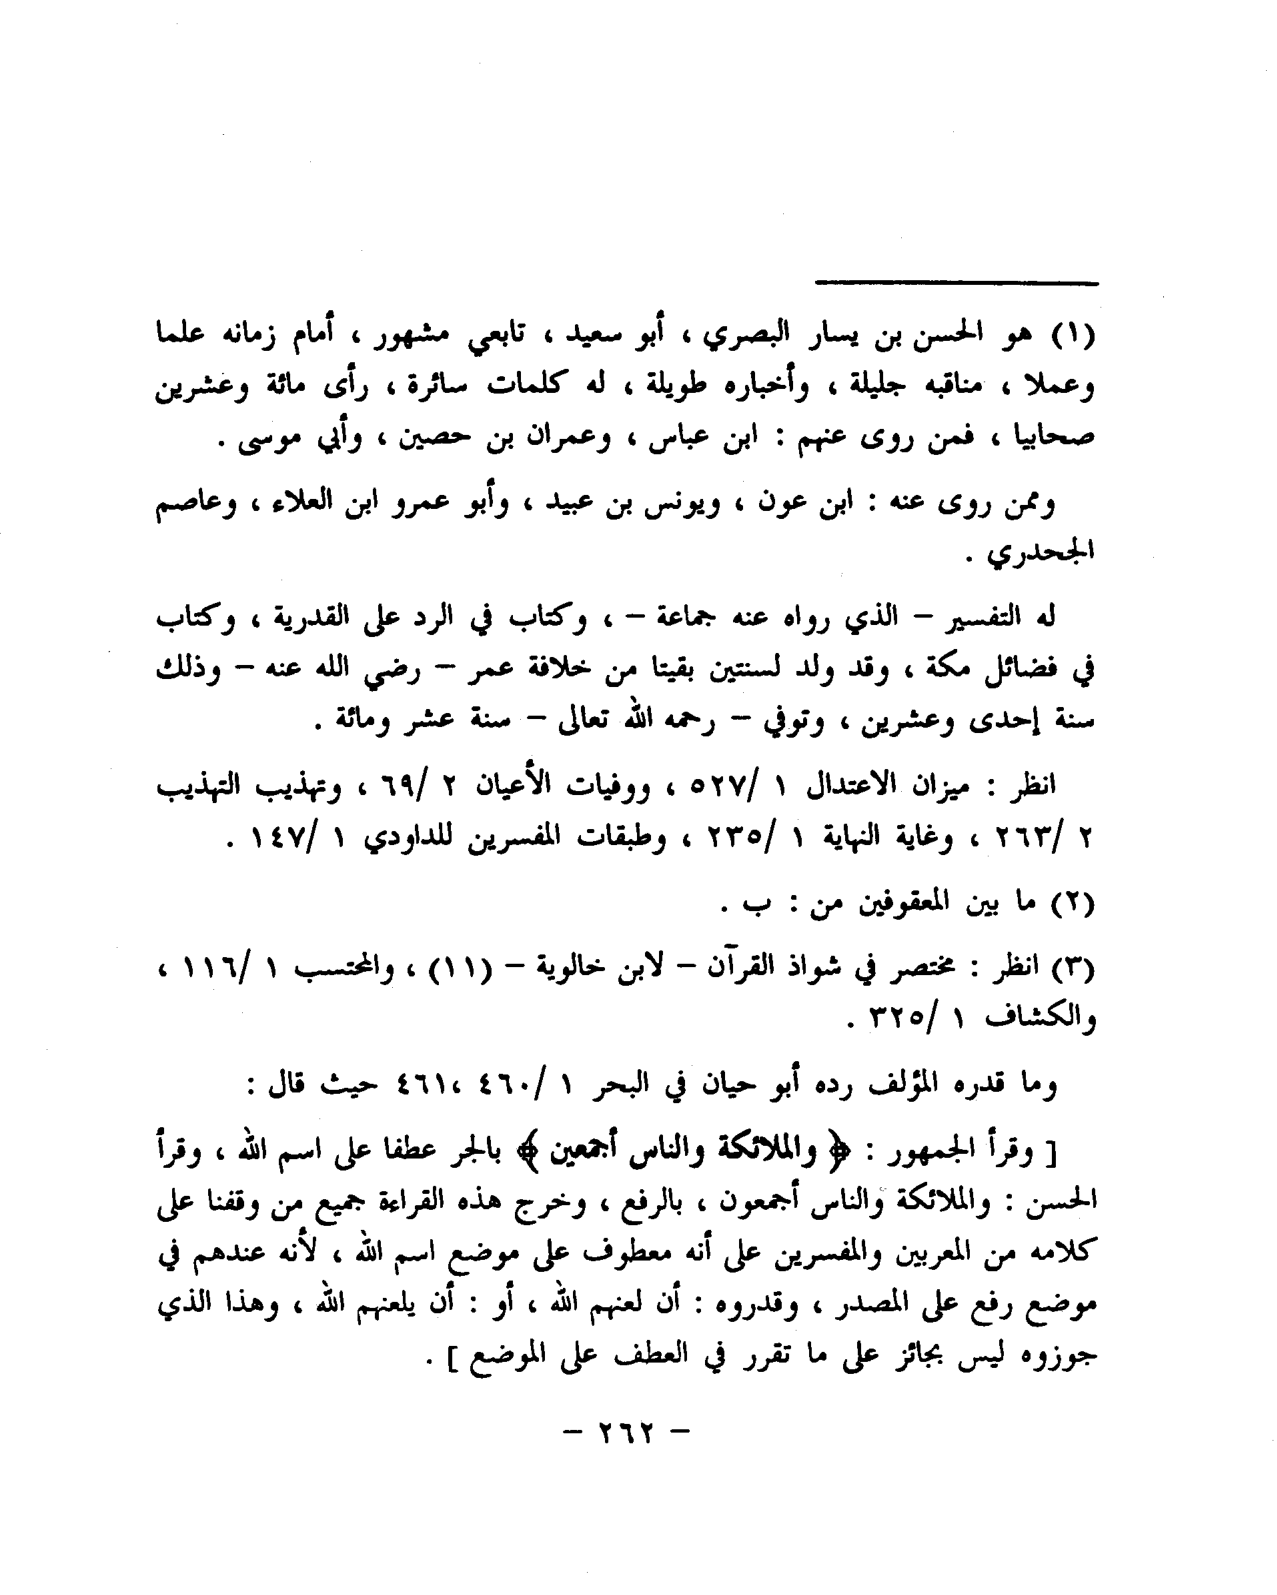 (١) هو الحسن بن يسار البصري ، أبو سعيد ، تابعي مشهور ، أمام زمانه علما
وعملا ، مناقبه جليلة ، وأخباره طويلة ، له كلمات سائرة ، رأى مائة وعشرين
صحابيا ، فمن روى عنهم : ابن عباس ، وعمران بن حصين ، وأبي موسى .
وممن روى عنه : ابن عون ، ويونس بن عبيد ، وأبو عمرو ابن العلاء ، وعاصم
الجحدري .
له التفسير – الذي رواه عنه جماعة – ، وكتاب في الرد على القدرية ، وكتاب
في فضائل مكة ، وقد ولد لسنتين بقيتا من خلافة عمر – رضي الله عنه – وذلك
سنة إحدى وعشرين ، وتوفي – رحمه الله تعالى – سنة عشر ومائة .
انظر : ميزان الاعتدال ١ /٥٢٧ ، ووفيات الأعيان ٢ /٦٩ ، وتهذيب التهذيب
٢ /٢٦٣ ، وغاية النهاية ١ /٢٣٥ ، وطبقات المفسرين للداودي ١ /١٤٧ .
(٢) ما بين المعقوفين من : ب .
(٣) انظر : مختصر في شواذ القرآن – لابن خالوية – (١١) ، والمحتسب ١ /١١٦ ،
والكشاف ١ /٣٢٥ .
وما قدره المؤلف رده أبو حيان في البحر ١ /٤٦٠ ،٤٦١ حيث قال :
[ وقرأ الجمهور : ﴿ والملائكة والناس أجمعين ﴾ بالجر عطفا على اسم الله ، وقرأ
الحسن : والملائكة والناس أجمعون ، بالرفع ، وخرج هذه القراءة جميع من وقفنا على
كلامه من المعربين والمفسرين على أنه معطوف على موضع اسم الله ، لأنه عندهم في
موضع رفع على المصدر ، وقدروه : أن لعنهم الله ، أو : أن يلعنهم الله ، وهذا الذي
جوزوه ليس بجائز على ما تقرر في العطف على الموضع ] .
– ٢٦٢ –